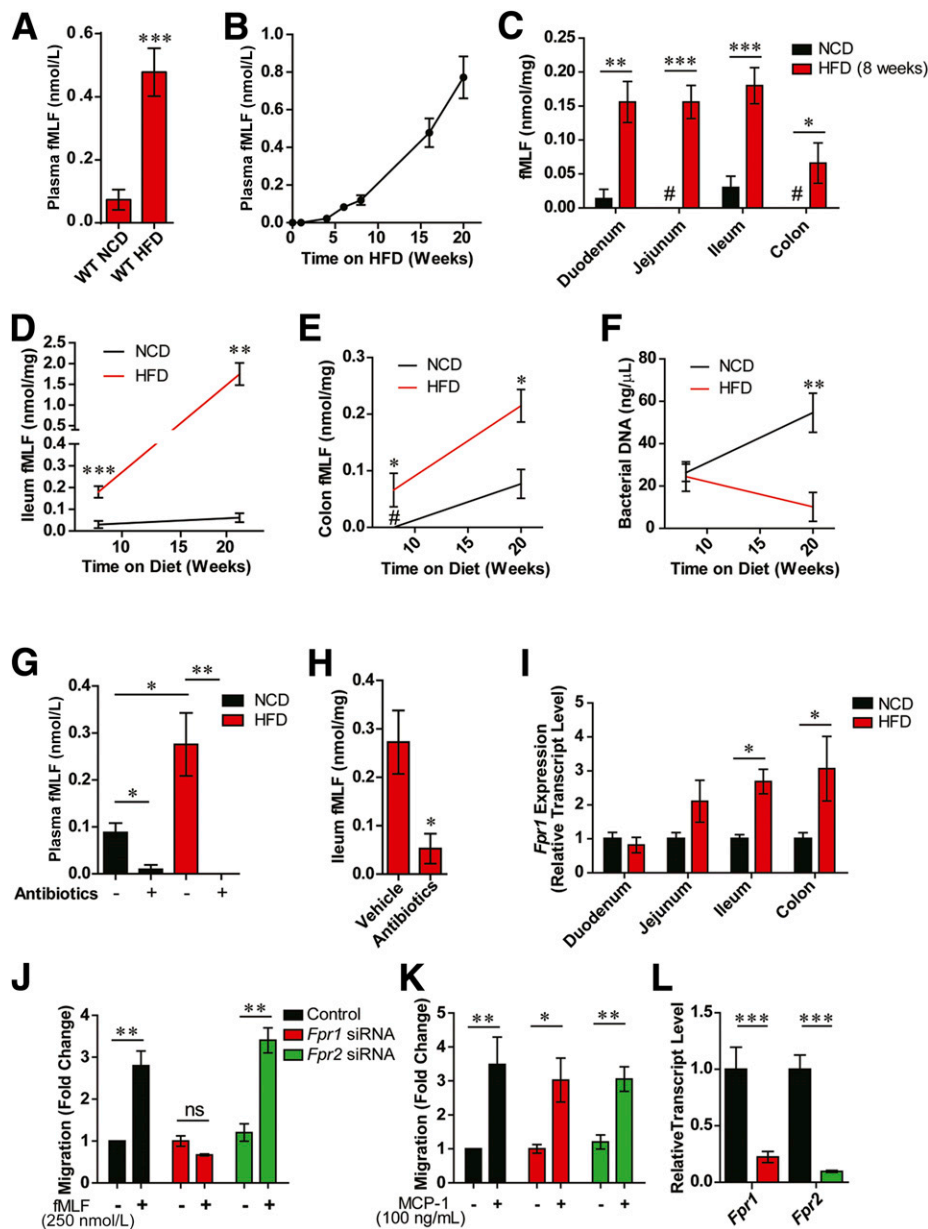 A
Plasma fMLF (nmol/L)
0.6
0.4
0.2
0.0
***
WT NCD
WT HFD
B
Plasma fMLF (nmol/L)
1.0
0.8
0.6
0.4
0.2
0.0
0
5
10
15
20
Time on HFD (Weeks)
C
NCD
HFD (8 weeks)
fMLF (nmol/mg)
0.25
0.20
0.15
0.10
0.05
0.00
**
***
***
*
#
#
Duodenum
Jejunum
Ileum
Colon
D
NCD
HFD
Ileum fMLF (nmol/mg)
2.5
2.0
1.5
1.0
0.5
0.4
0.3
0.2
0.1
0.0
***
**
10
15
20
Time on Diet (Weeks)
E
NCD
HFD
Colon fMLF (nmol/mg)
0.3
0.2
0.1
0.0
*
#
*
10
15
20
Time on Diet (Weeks)
F
NCD
HFD
Bacterial DNA (ng/μL)
80
60
40
20
0
**
10
15
20
Time on Diet (Weeks)
G
NCD
HFD
Plasma fMLF (nmol/L)
0.4
0.3
0.2
0.1
0.0
*
*
**
Antibiotics
-
+
-
+
H
Ileum fMLF (nmol/mg)
0.4
0.3
0.2
0.1
0.0
*
Vehicle
Antibiotics
I
NCD
HFD
Fpr1 Expression
(Relative Transcript Level)
5
4
3
2
1
0
*
*
Duodenum
Jejunum
Ileum
Colon
J
Control
Fpr1 siRNA
Fpr2 siRNA
Migration (Fold Change)
4
3
2
1
0
**
ns
**
- + - + - +
fMLF
(250 nmol/L)
K
Migration (Fold Change)
5
4
3
2
1
0
**
*
**
- + - + - +
MCP-1
(100 ng/mL)
L
RelativeTranscript Level
1.5
1.0
0.5
0.0
***
***
Fpr1
Fpr2